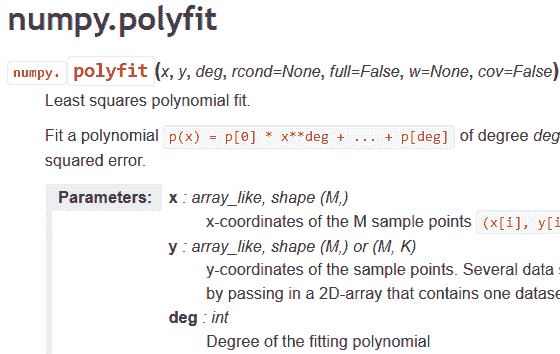 numpy.polyfit
numpy. polyfit(x, y, deg, rcond=None, full=False, w=None, cov=False)
Least squares polynomial fit.
Fit a polynomial p(x) = p[0] * x**deg + ... + p[deg] of degree deg
squared error.
Parameters: x : array_like, shape (M,)
x-coordinates of the M sample points (x[i], y[i
y : array_like, shape (M,) or (M, K)
y-coordinates of the sample points. Several data
by passing in a 2D-array that contains one datase
deg : int
Degree of the fitting polynomial